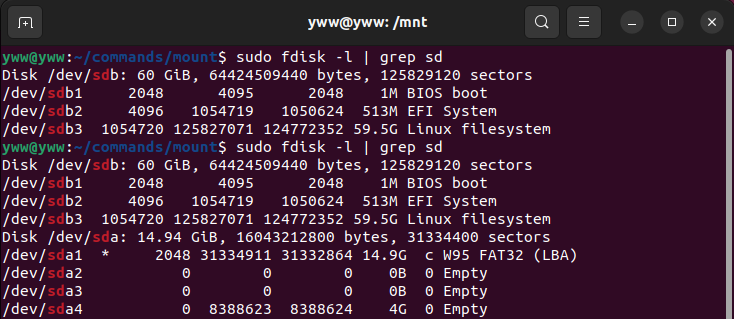 yww@yww: /mnt
yww@yww:~/commands/mount$ sudo fdisk -l | grep sd
Disk /dev/sdb: 60 GiB, 64424509440 bytes, 125829120 sectors
/dev/sdb1     2048      4095      2048    1M BIOS boot
/dev/sdb2     4096   1054719   1050624  513M EFI System
/dev/sdb3  1054720 125827071 124772352 59.5G Linux filesystem
yww@yww:~/commands/mount$ sudo fdisk -l | grep sd
Disk /dev/sdb: 60 GiB, 64424509440 bytes, 125829120 sectors
/dev/sdb1     2048      4095      2048    1M BIOS boot
/dev/sdb2     4096   1054719   1050624  513M EFI System
/dev/sdb3  1054720 125827071 124772352 59.5G Linux filesystem
Disk /dev/sda: 14.94 GiB, 16043212800 bytes, 31334400 sectors
/dev/sda1  *     2048 31334911 31332864 14.9G  c W95 FAT32 (LBA)
/dev/sda2           0        0        0    0B  0 Empty
/dev/sda3           0        0        0    0B  0 Empty
/dev/sda4           0  8388623  8388624    4G  0 Empty